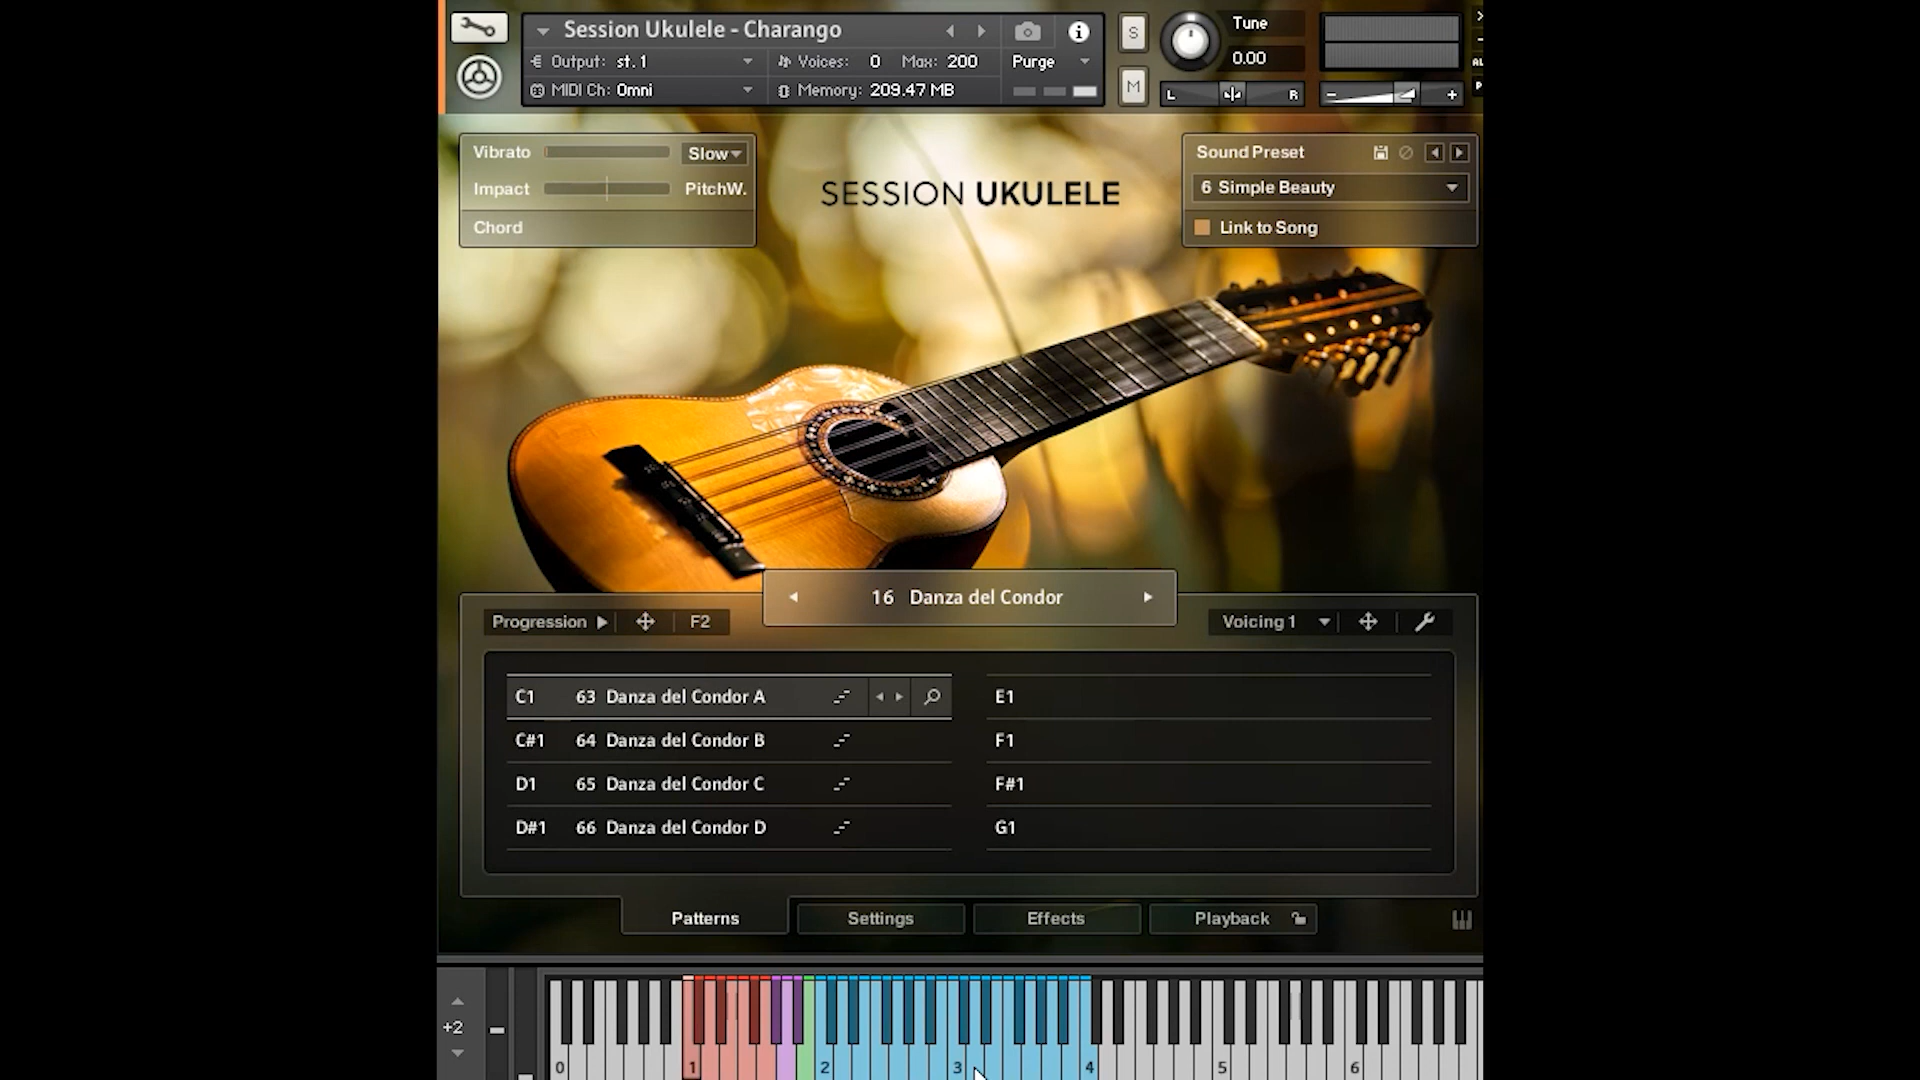 Session Ukulele - Charango
Output: st. 1
Voices: 0 Max: 200
Purge
MIDI Ch: Omni
Memory: 209.47 MB
S
M
Tune
0.00
L R
- +
Vibrato Slow
Impact PitchW.
Chord
SESSION UKULELE
Sound Preset
6 Simple Beauty
Link to Song
16 Danza del Condor
Progression F2
Voicing 1
C1 63 Danza del Condor A
C#1 64 Danza del Condor B
D1 65 Danza del Condor C
D#1 66 Danza del Condor D
E1
F1
F#1
G1
Patterns Settings Effects Playback
+2
0 1 2 3 4 5 6